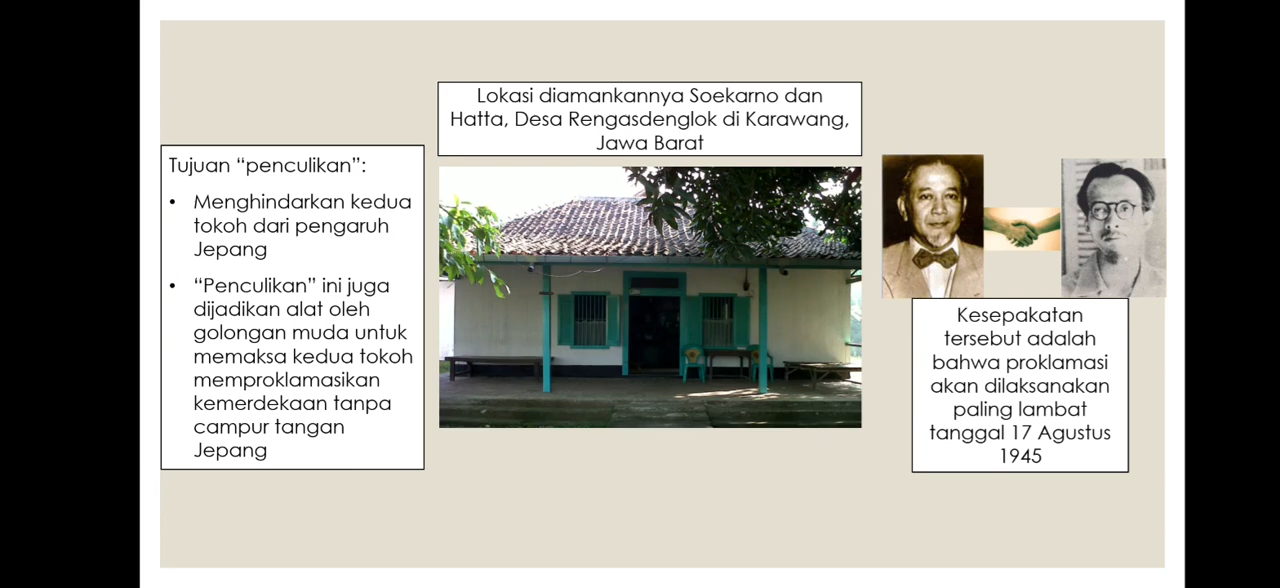 Lokasi diamankannya Soekarno dan
Hatta, Desa Rengasdenglok di Karawang,
Jawa Barat
Tujuan “penculikan”:
• Menghindarkan kedua
tokoh dari pengaruh
Jepang
• “Penculikan” ini juga
dijadikan alat oleh
golongan muda untuk
memaksa kedua tokoh
memproklamasikan
kemerdekaan tanpa
campur tangan
Jepang
Kesepakatan
tersebut adalah
bahwa proklamasi
akan dilaksanakan
paling lambat
tanggal 17 Agustus
1945